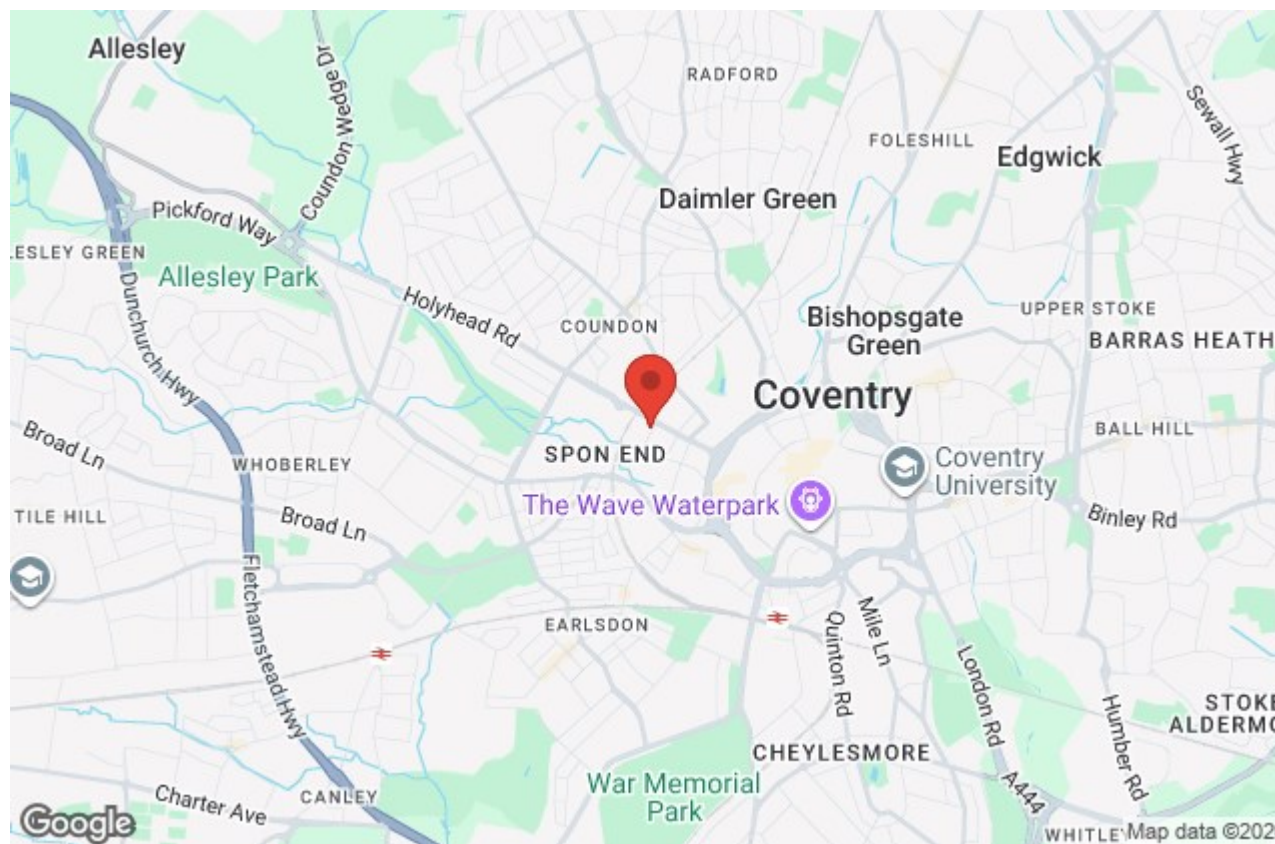 Allesley
Coundon Wedge Dr
RADFORD
Sewall Hwy
FOLESHILL
Edgwick
Daimler Green
Pickford Way
LESLEY GREEN
Allesley Park
Dunchurch Hwy
Holyhead Rd
COUNDON
Bishopsgate
Green
UPPER STOKE
BARRAS HEATH
Coventry
Broad Ln
WHOBERLEY
SPON END
BALL HILL
Coventry
University
The Wave Waterpark
TILE HILL
Broad Ln
Binley Rd
Fletchamstead Hwy
EARLSDON
Quinton Rd
Mile Ln
London Rd
Humber Rd
STOKE
ALDERMO
CHEYLESMORE
War Memorial
Park
A444
Charter Ave
CANLEY
Google
WHITLEY
Map data ©202